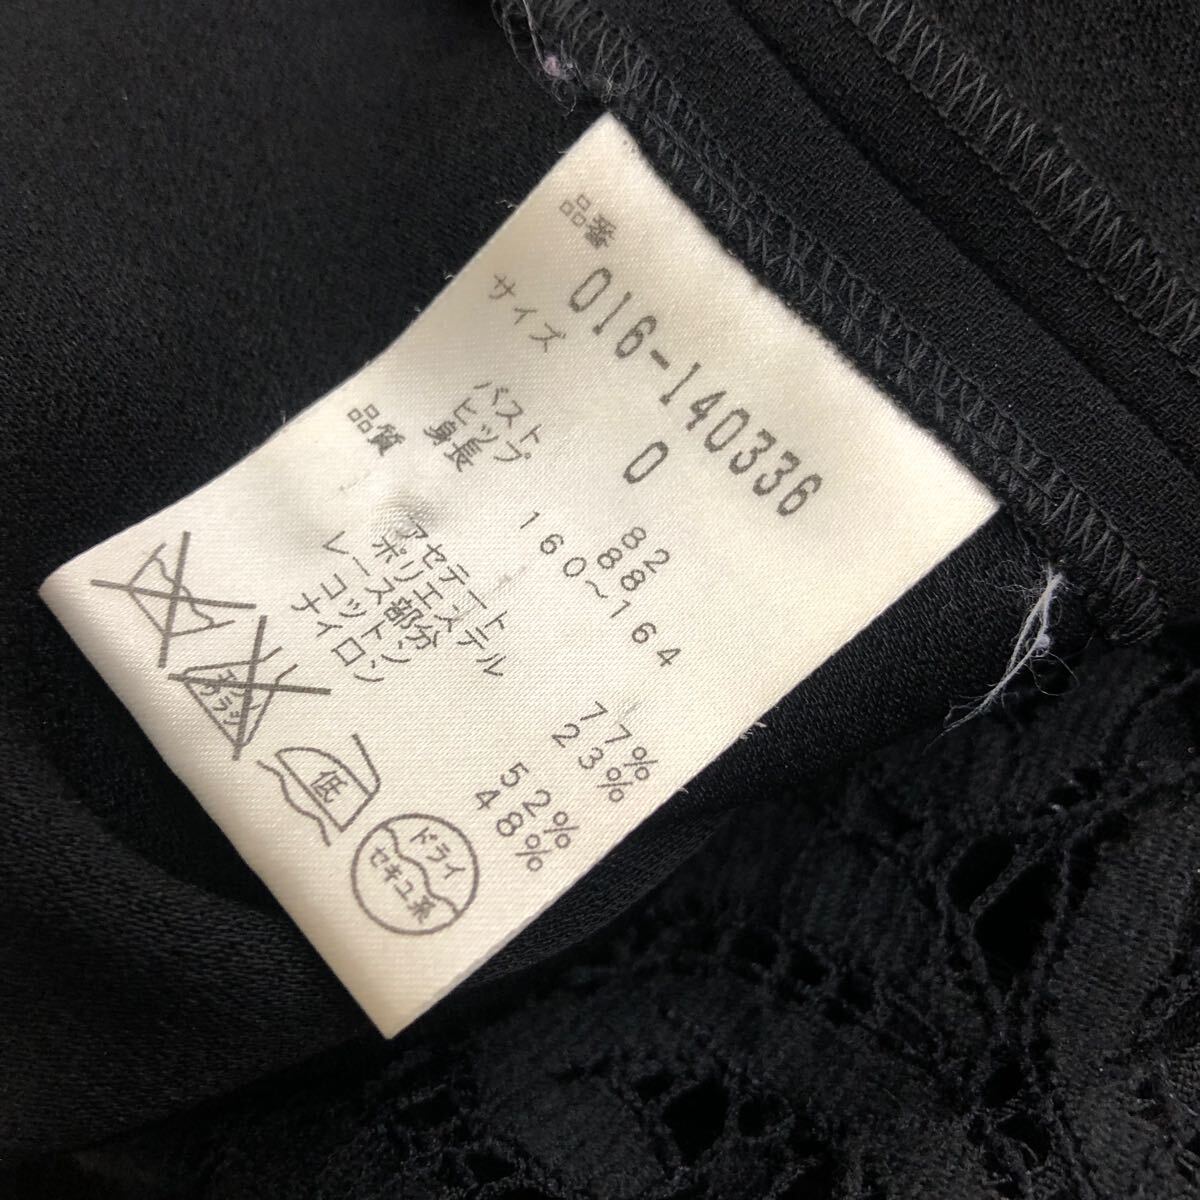 品番 016-140336
サイズ 0
バスト 82
ヒップ 88
身長 160~164
品質
アセテート 77%
ポリエステル 23%
レース部分
コットン 52%
ナイロン 48%
低
ドライ
セキユ系